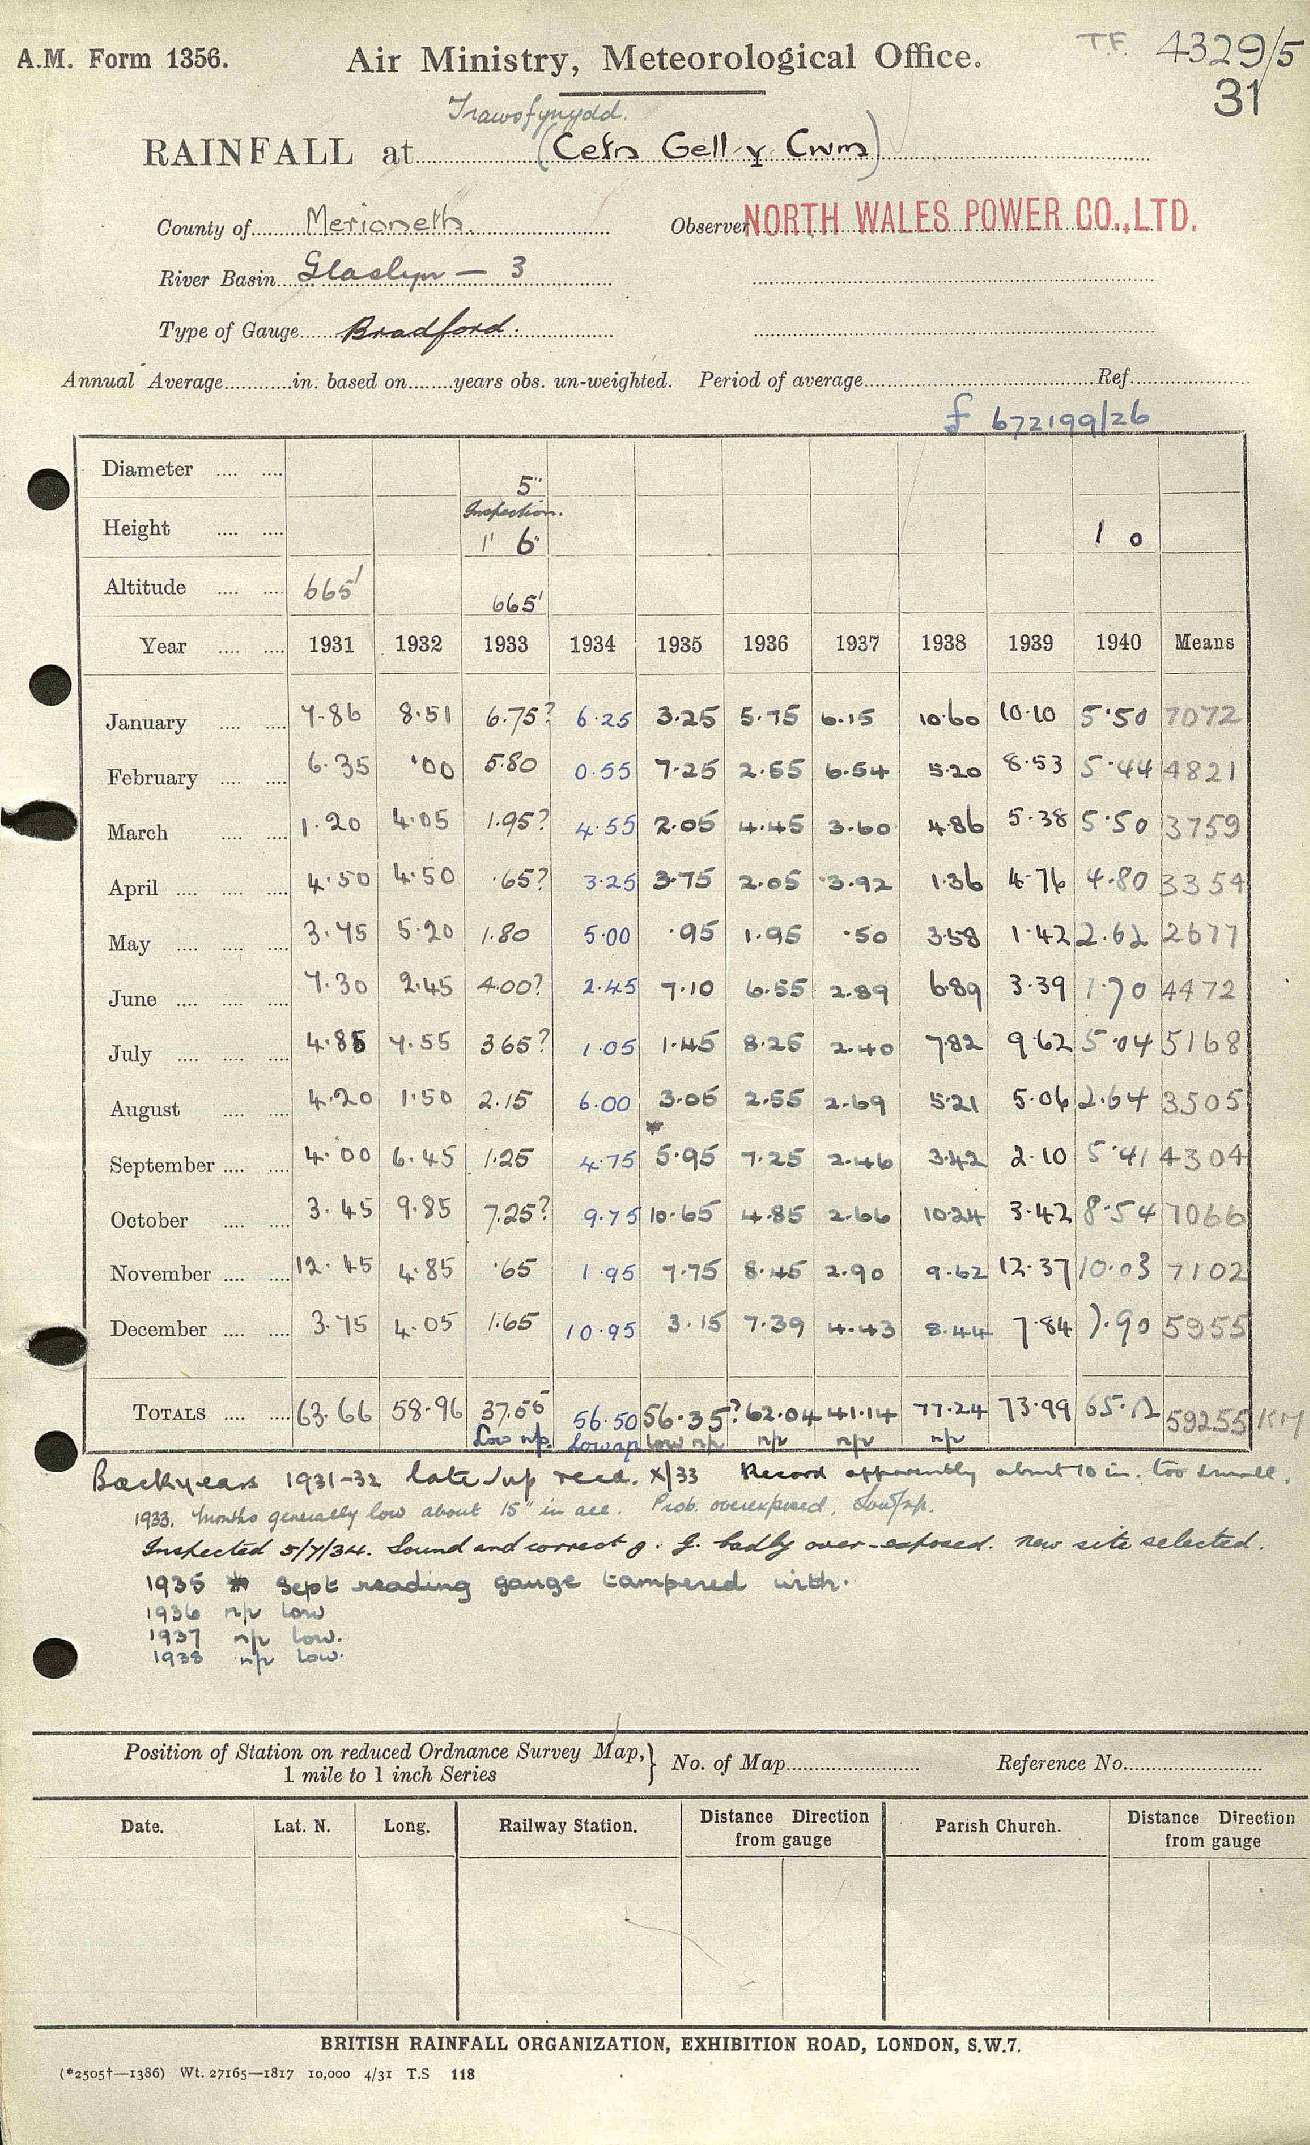 A.M. Form 1356. Air Ministry, Meteorological Office. T.F. 4329/5
31
Trawsfynydd.
RAINFALL at (Cefn Gell y Cwm)
County of Merioneth. Observer NORTH WALES POWER CO., LTD.
River Basin Glaslyn — 3
Type of Gauge Bradford.
Annual Average in. based on years obs. un-weighted. Period of average Ref.
£ 672199/26
Diameter 5"
Inspection.
Height 1' 6" 1 0
Altitude 665' 665'
Year 1931 1932 1933 1934 1935 1936 1937 1938 1939 1940 Means
January 7.86 8.51 6.75? 6.25 3.25 5.75 6.15 10.60 10.10 5.50 7072
February 6.35 .00 5.80 0.55 7.25 2.55 6.54 5.20 8.53 5.44 4821
March 1.20 4.05 1.95? 4.55 2.05 4.45 3.60 4.86 5.38 5.50 3759
April 4.50 4.50 .65? 3.25 3.75 2.05 3.92 1.36 4.76 4.80 3354
May 3.75 5.20 1.80 5.00 .95 1.95 .50 3.58 1.42 2.62 2677
June 7.30 2.45 4.00? 2.45 7.10 6.55 2.89 6.89 3.39 1.70 4472
July 4.85 7.55 3.65? 1.05 1.45 8.25 2.40 7.82 9.62 5.04 5168
August 4.20 1.50 2.15 6.00 3.05 2.55 2.69 5.21 5.06 2.64 3505
September 4.00 6.45 1.25 4.75 * 5.95 7.25 2.46 3.42 2.10 5.41 4304
October 3.45 9.85 7.25? 9.75 10.65 4.85 2.66 10.24 3.42 8.54 7066
November 12.45 4.85 .65 1.95 7.75 8.45 2.90 9.62 12.37 10.03 7102
December 3.75 4.05 1.65 10.95 3.15 7.39 4.43 8.44 7.84 7.90 5955
TOTALS 63.66 58.96 37.55 56.50 56.35? 62.04 41.14 77.24 73.99 65.12 59255 KM
Low n/p. Low n/p low n/p n/p n/p n/p
Backyears 1931-32 late n/p recd. X/33 Record apparently about 10 in. too small.
1933. Months generally low about 15" in all. Prob. overexposed. Low n/p.
Inspected 5/7/34. Sound and correct g. g. badly over-exposed. New site selected.
1935 * Sept reading gauge tampered with.
1936 n/p low
1937 n/p low.
1938 n/p low.
Position of Station on reduced Ordnance Survey Map, } No. of Map Reference No.
1 mile to 1 inch Series
Date. Lat. N. Long. Railway Station. Distance Direction from gauge Parish Church. Distance Direction from gauge
BRITISH RAINFALL ORGANIZATION, EXHIBITION ROAD, LONDON, S.W.7.
(*2505†—1386) Wt. 27165—1817 10,000 4/31 T.S 118